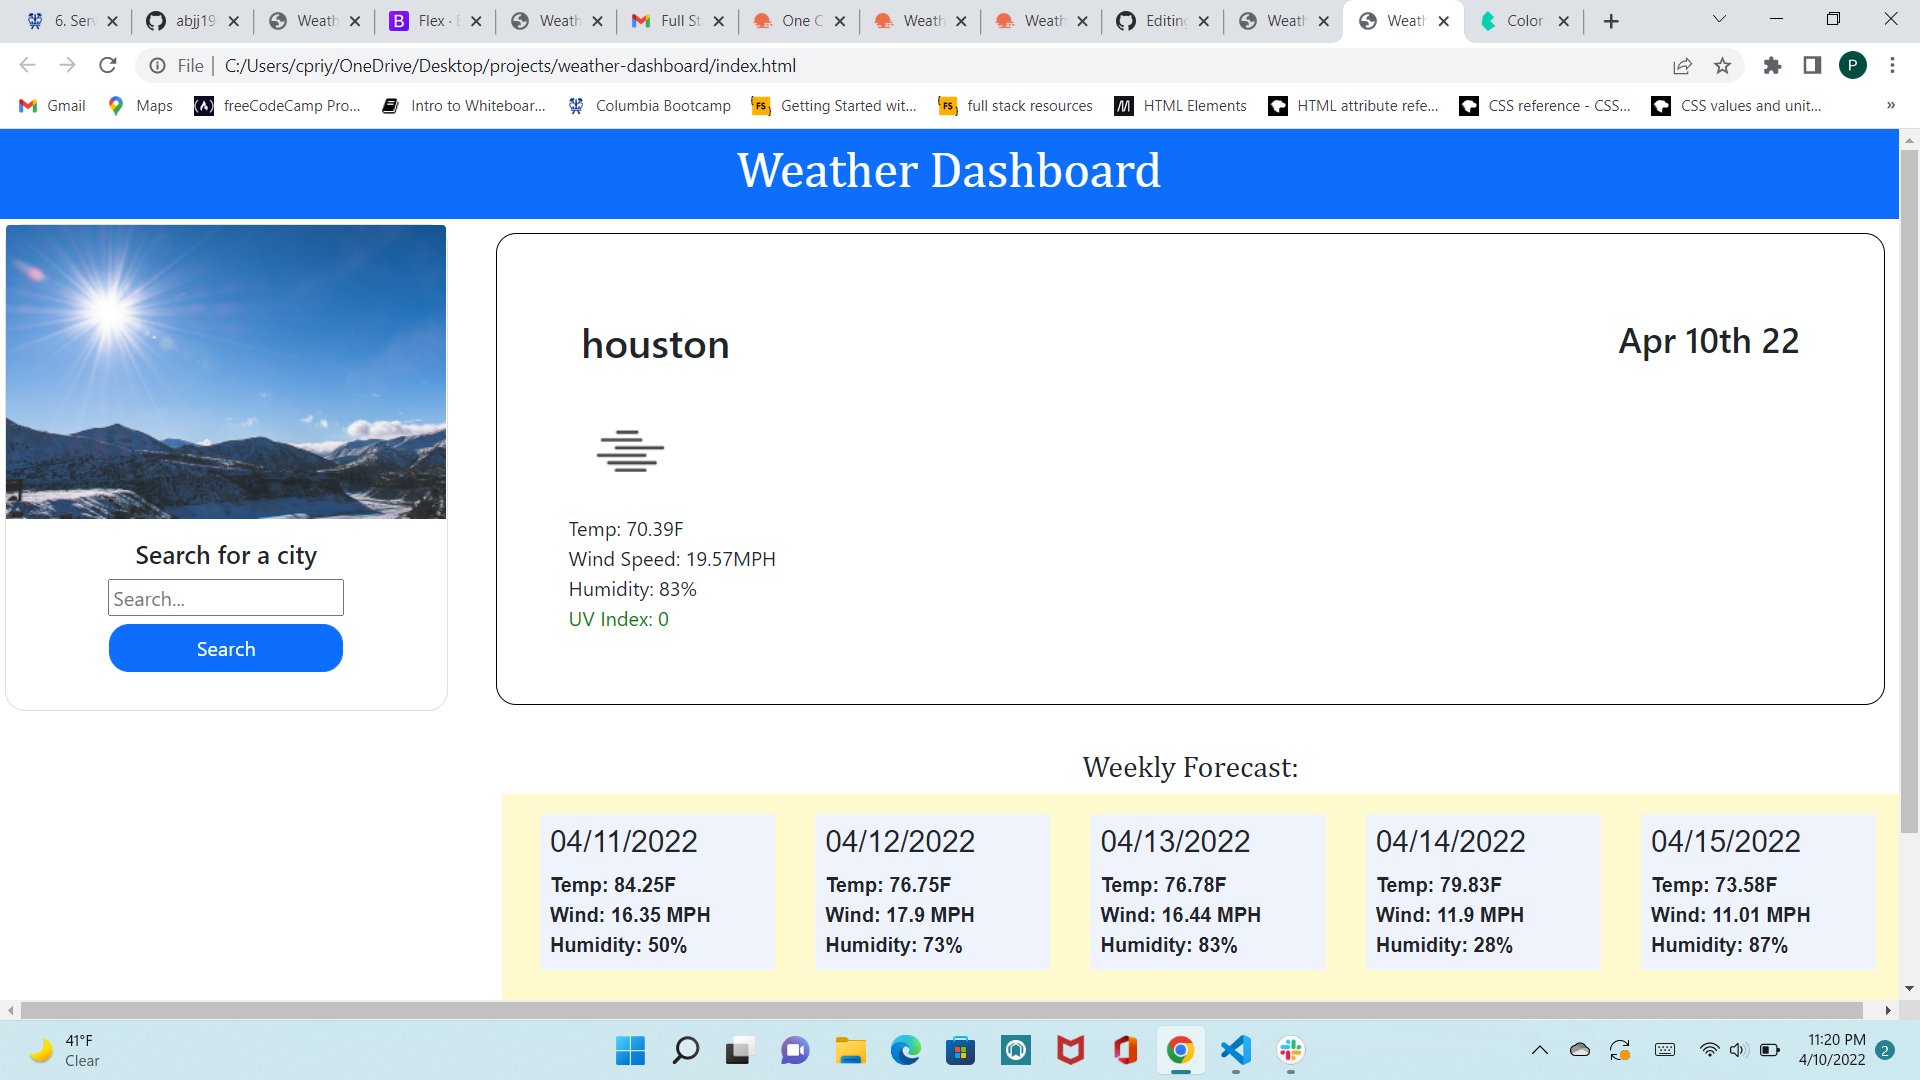 6. Serv
abjj19
Weath
Flex · B
Weath
Full Sta
One C
Weath
Weath
Editing
Weath
Weath
Color
File
C:/Users/cpriy/OneDrive/Desktop/projects/weather-dashboard/index.html
P
Gmail
Maps
freeCodeCamp Pro...
Intro to Whiteboar...
Columbia Bootcamp
Getting Started wit...
full stack resources
HTML Elements
HTML attribute refe...
CSS reference - CSS...
CSS values and unit...
»
Weather Dashboard
houston
Apr 10th 22
Temp: 70.39F
Wind Speed: 19.57MPH
Humidity: 83%
UV Index: 0
Search for a city
Search...
Search
Weekly Forecast:
04/11/2022
Temp: 84.25F
Wind: 16.35 MPH
Humidity: 50%
04/12/2022
Temp: 76.75F
Wind: 17.9 MPH
Humidity: 73%
04/13/2022
Temp: 76.78F
Wind: 16.44 MPH
Humidity: 83%
04/14/2022
Temp: 79.83F
Wind: 11.9 MPH
Humidity: 28%
04/15/2022
Temp: 73.58F
Wind: 11.01 MPH
Humidity: 87%
41°F
Clear
11:20 PM
4/10/2022
2